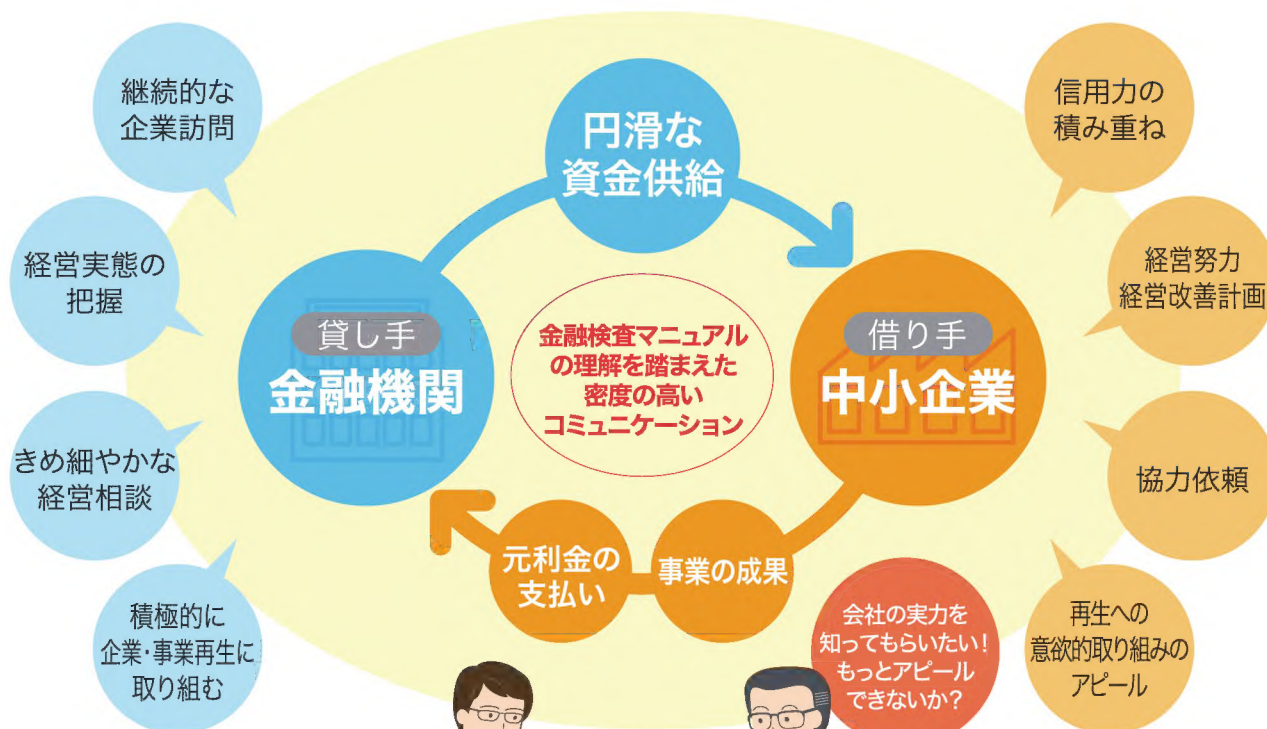 継続的な
企業訪問
経営実態の
把握
きめ細やかな
経営相談
積極的に
企業・事業再生に
取り組む
円滑な
資金供給
貸し手
金融機関
金融検査マニュアル
の理解を踏まえた
密度の高い
コミュニケーション
借り手
中小企業
元利金の
支払い
事業の成果
会社の実力を
知ってもらいたい!
もっとアピール
できないか?
信用力の
積み重ね
経営努力
経営改善計画
協力依頼
再生への
意欲的取り組みの
アピール